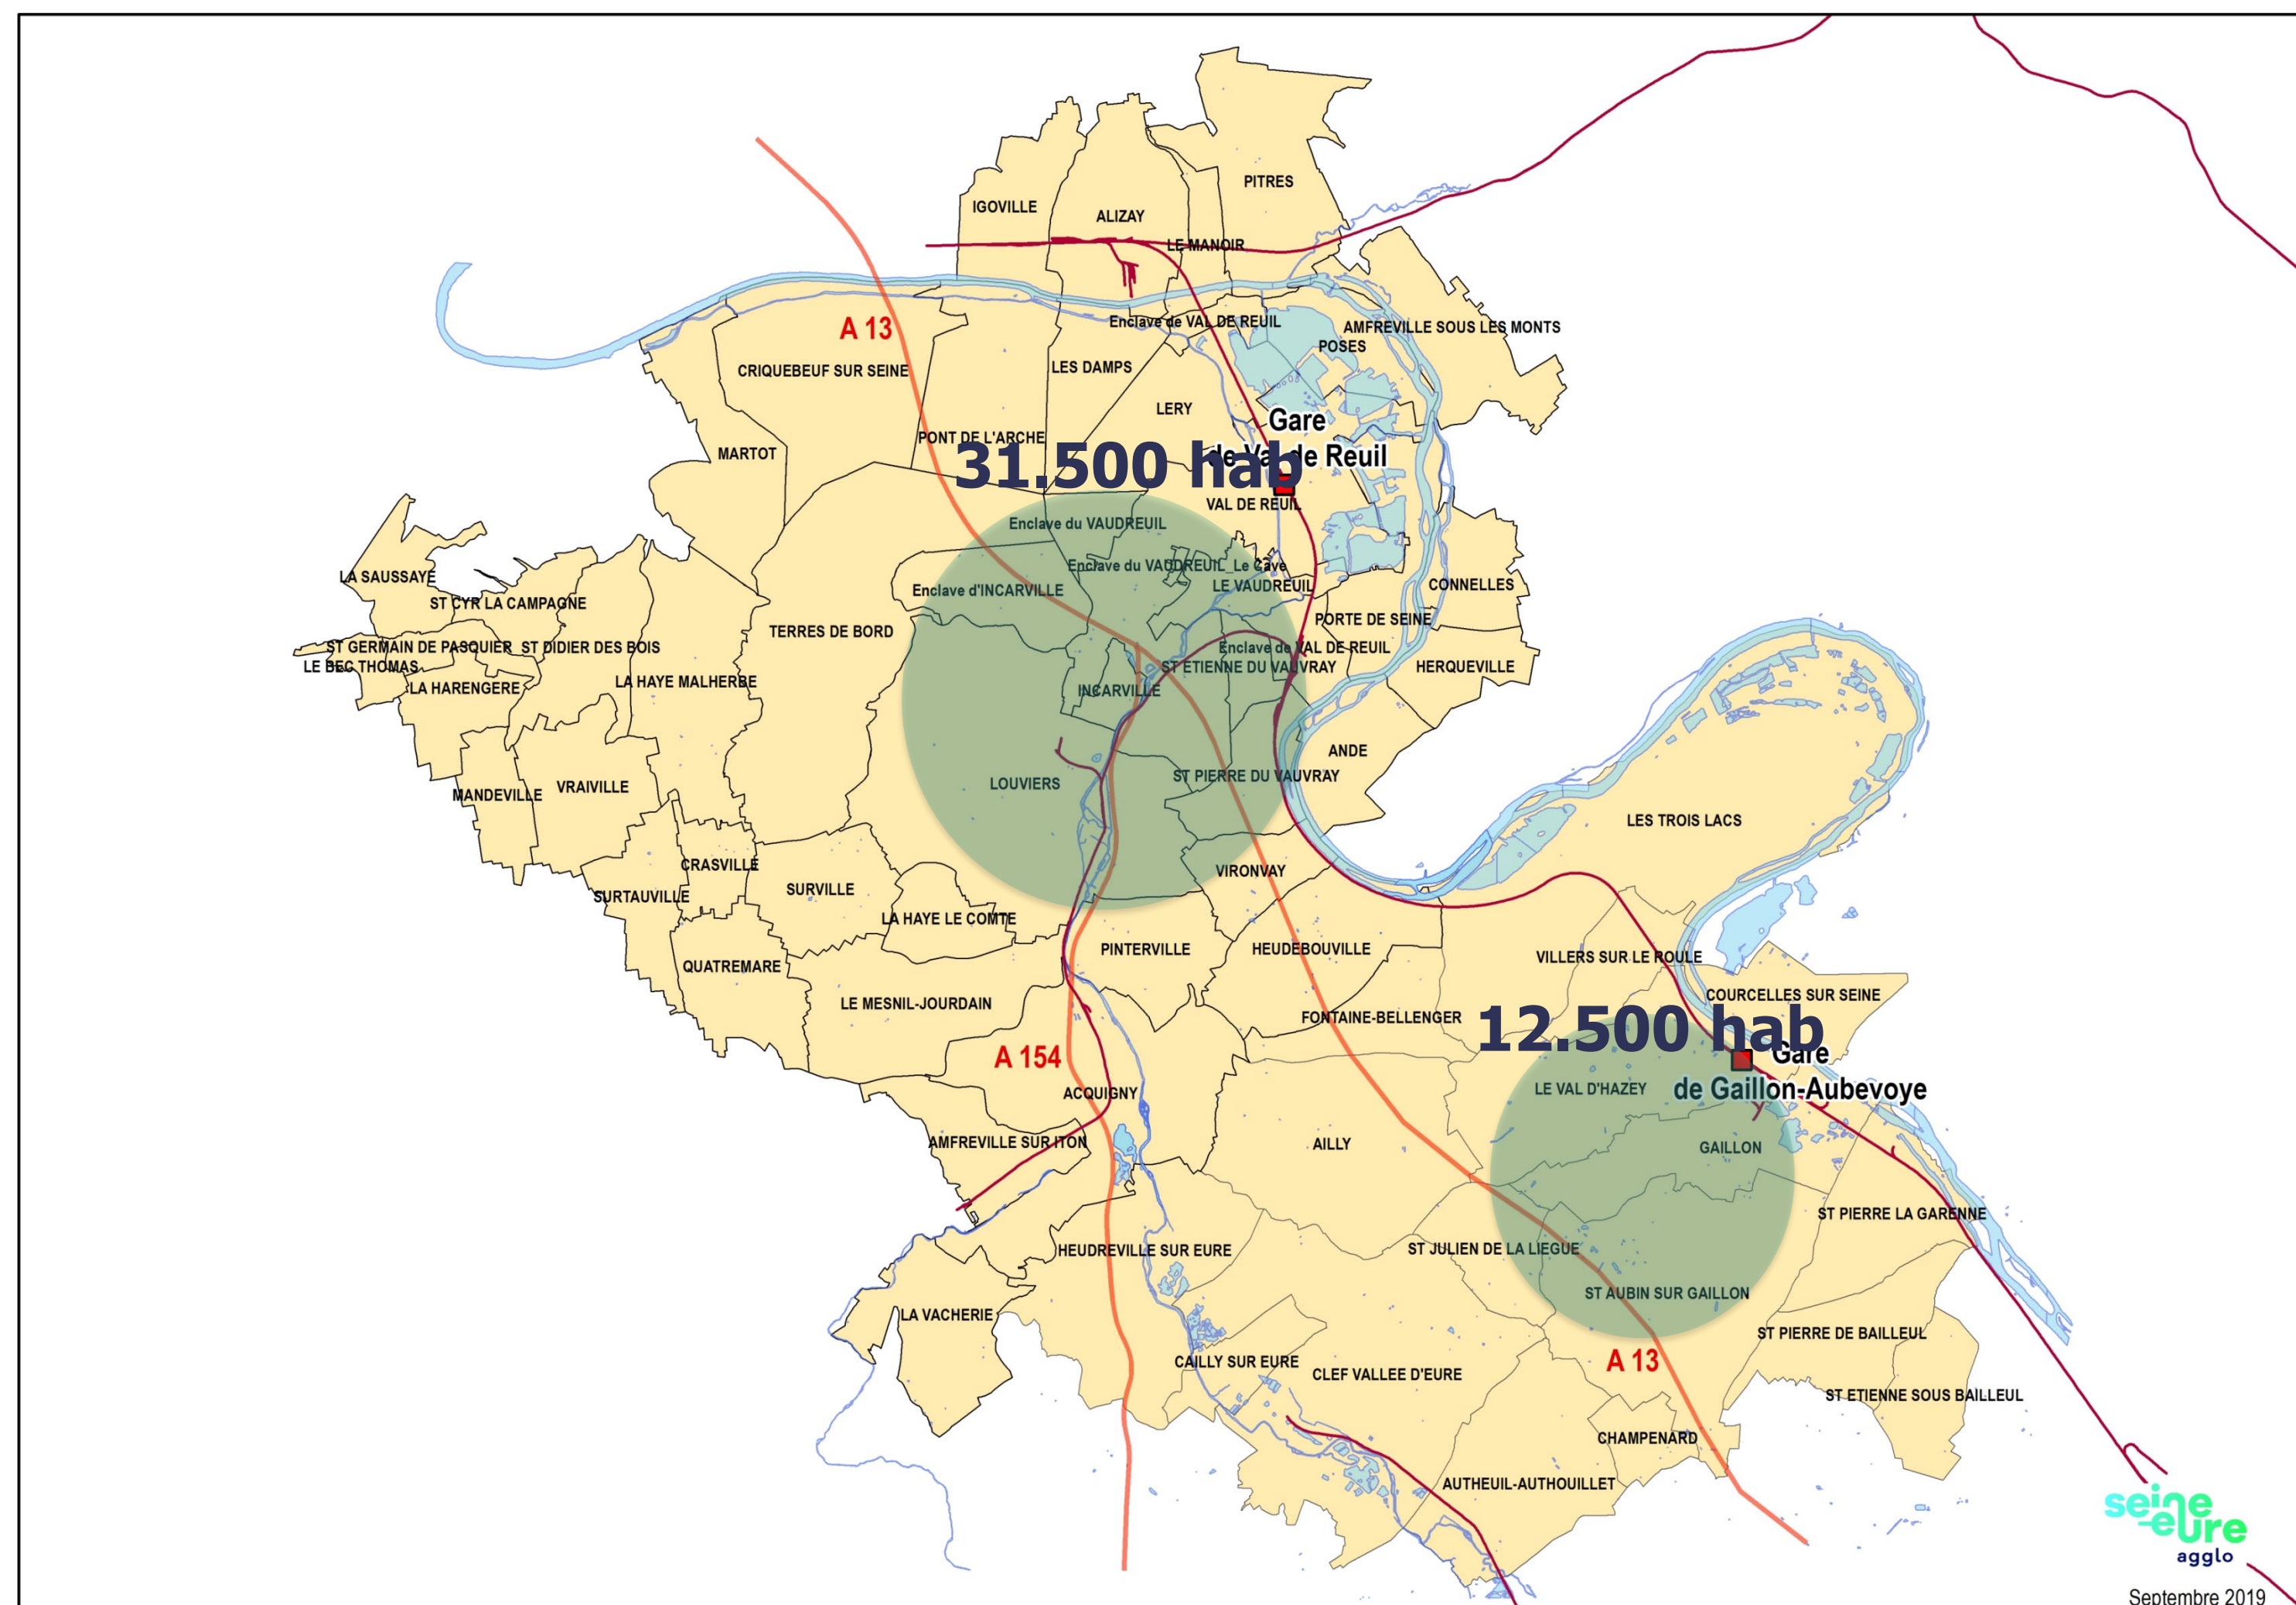 PITRES
IGOVILLE
ALIZAY
LE MANOIR
A 13
Enclave de VAL DE REUIL
AMFREVILLE SOUS LES MONTS
POSES
CRIQUEBEUF SUR SEINE
LES DAMPS
LERY
Gare
de Val de Reuil
PONT DE L'ARCHE
31.500 hab
MARTOT
VAL DE REUIL
Enclave du VAUDREUIL
Enclave du VAUDREUIL_Le Cavé
LA SAUSSAYE
Enclave d'INCARVILLE
LE VAUDREUIL
CONNELLES
ST CYR LA CAMPAGNE
PORTE DE SEINE
TERRES DE BORD
ST GERMAIN DE PASQUIER
ST DIDIER DES BOIS
Enclave de VAL DE REUIL
LE BEC THOMAS
ST ETIENNE DU VAUVRAY
HERQUEVILLE
LA HARENGERE
LA HAYE MALHERBE
INCARVILLE
ANDE
LOUVIERS
ST PIERRE DU VAUVRAY
MANDEVILLE
VRAIVILLE
LES TROIS LACS
CRASVILLE
VIRONVAY
SURTAUVILLE
SURVILLE
LA HAYE LE COMTE
PINTERVILLE
HEUDEBOUVILLE
VILLERS SUR LE ROULE
QUATREMARE
LE MESNIL-JOURDAIN
COURCELLES SUR SEINE
FONTAINE-BELLENGER
12.500 hab
A 154
Gare
de Gaillon-Aubevoye
LE VAL D'HAZEY
ACQUIGNY
AMFREVILLE SUR ITON
AILLY
GAILLON
ST PIERRE LA GARENNE
HEUDREVILLE SUR EURE
ST JULIEN DE LA LIEGUE
ST AUBIN SUR GAILLON
LA VACHERIE
ST PIERRE DE BAILLEUL
CAILLY SUR EURE
CLEF VALLEE D'EURE
A 13
ST ETIENNE SOUS BAILLEUL
CHAMPENARD
AUTHEUIL-AUTHOUILLET
seine
-eure
agglo
Septembre 2019